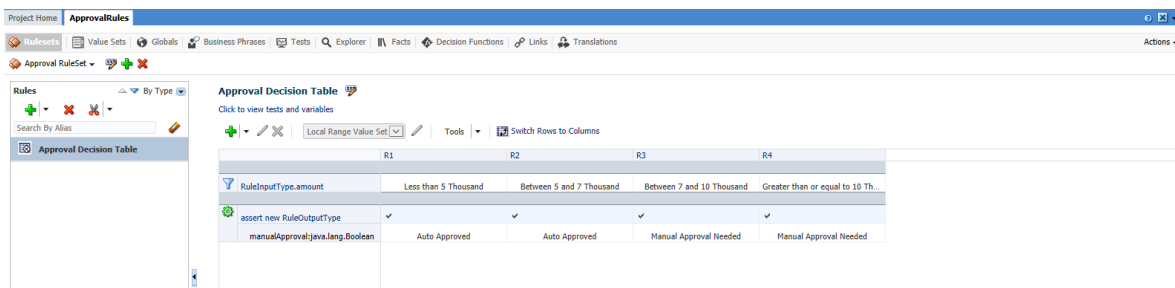 Project Home ApprovalRules
Rulesets Value Sets Globals Business Phrases Tests Explorer Facts Decision Functions Links Translations Actions
Approval RuleSet
Rules By Type
Search By Alias
Approval Decision Table
Approval Decision Table
Click to view tests and variables
Local Range Value Set Tools Switch Rows to Columns
R1 R2 R3 R4
RuleInputType.amount Less than 5 Thousand Between 5 and 7 Thousand Between 7 and 10 Thousand Greater than or equal to 10 Th...
assert new RuleOutputType
manualApproval:java.lang.Boolean Auto Approved Auto Approved Manual Approval Needed Manual Approval Needed